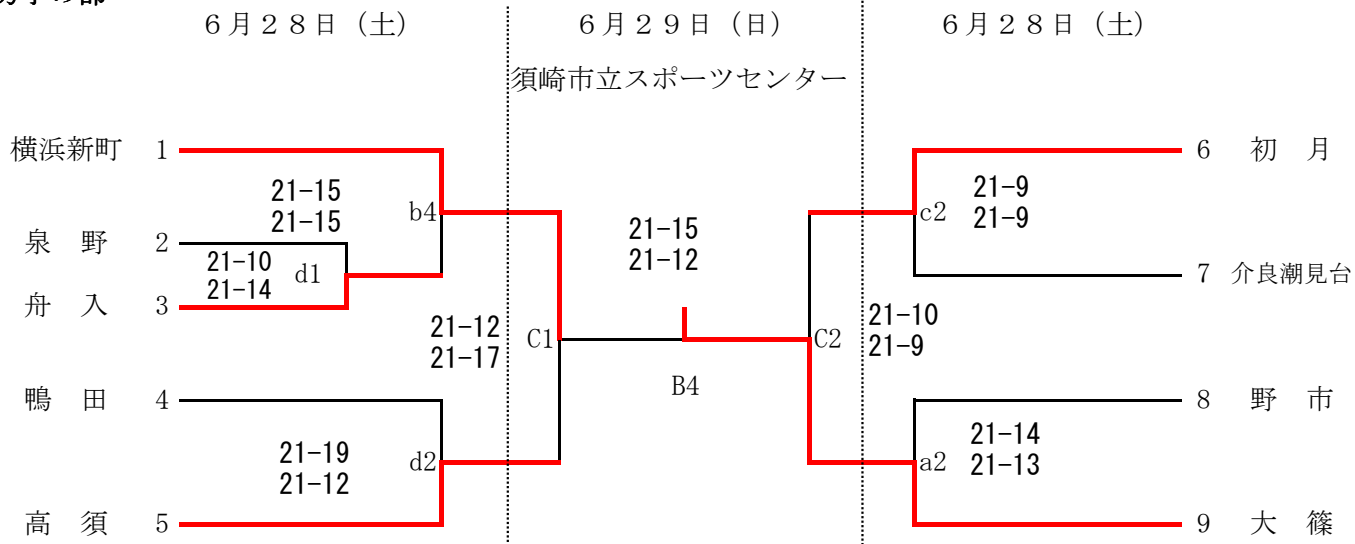 ６月２８日（土）
６月２９日（日）
６月２８日（土）
須崎市立スポーツセンター
横浜新町 1
6 初 月
21-15
21-15
b4
21-9
21-9
c2
泉 野 2
21-15
21-12
21-10
21-14
d1
7 介良潮見台
舟 入 3
21-12
21-17
C1
C2
21-10
21-9
B4
鴨 田 4
8 野 市
21-19
21-12
d2
a2
21-14
21-13
高 須 5
9 大 篠